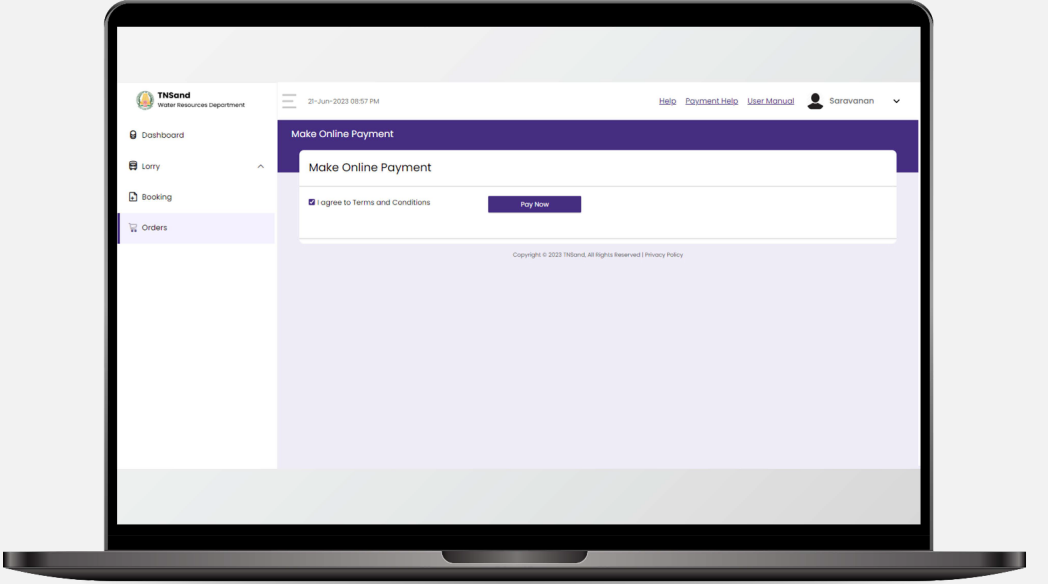 TNSand
Water Resources Department
21-Jun-2023 08:57 PM
Help Payment Help User Manual Saravanan
Dashboard
Lorry
Booking
Orders
Make Online Payment
Make Online Payment
I agree to Terms and Conditions
Pay Now
Copyright © 2023 TNSand, All Rights Reserved | Privacy Policy